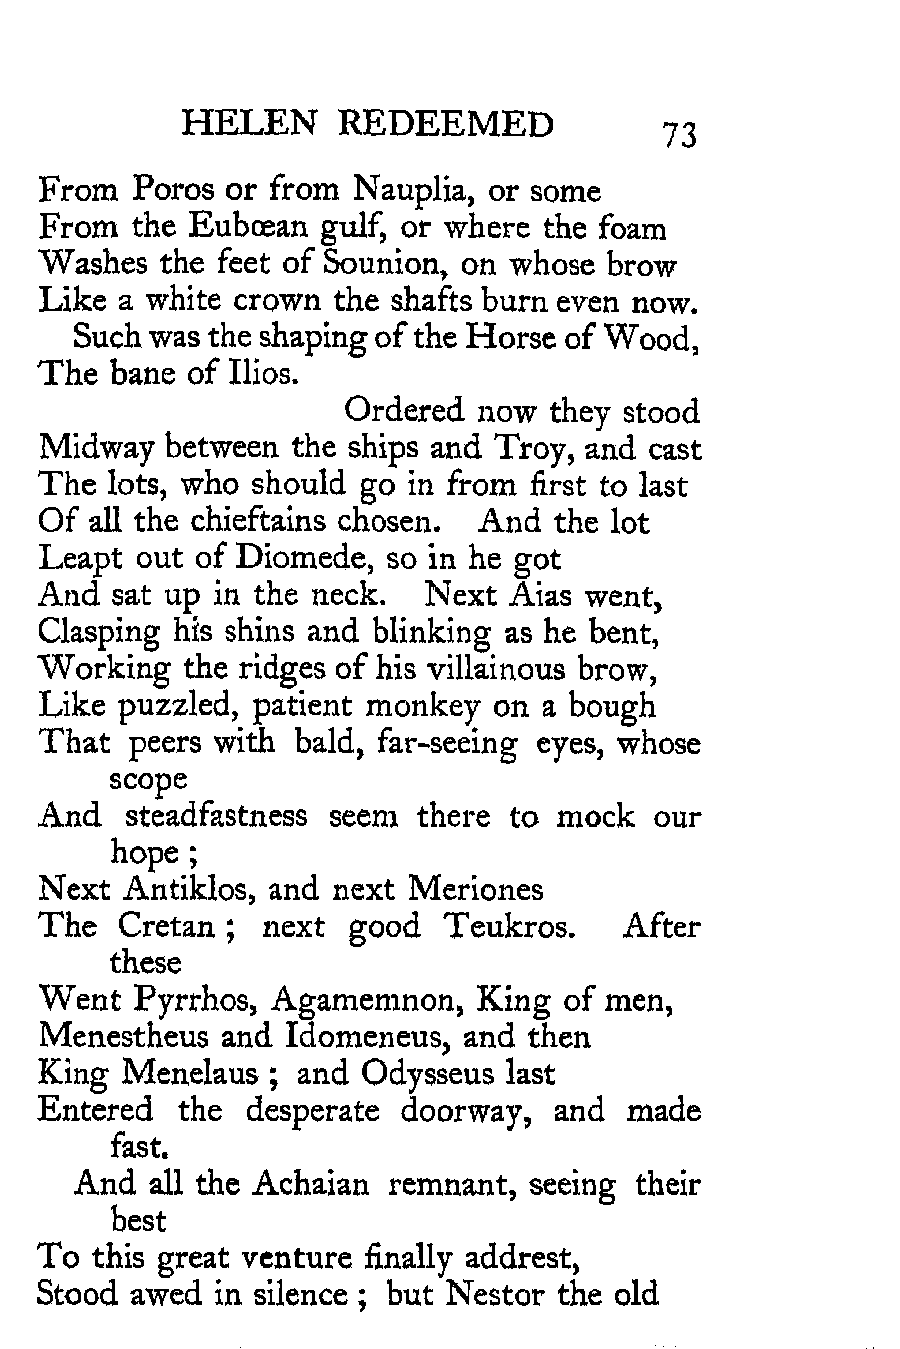 HELEN REDEEMED 73
From Poros or from Nauplia, or some
From the Eubœan gulf, or where the foam
Washes the feet of Sounion, on whose brow
Like a white crown the shafts burn even now.
Such was the shaping of the Horse of Wood,
The bane of Ilios.
Ordered now they stood
Midway between the ships and Troy, and cast
The lots, who should go in from first to last
Of all the chieftains chosen. And the lot
Leapt out of Diomede, so in he got
And sat up in the neck. Next Aias went,
Clasping his shins and blinking as he bent,
Working the ridges of his villainous brow,
Like puzzled, patient monkey on a bough
That peers with bald, far-seeing eyes, whose
scope
And steadfastness seem there to mock our
hope ;
Next Antiklos, and next Meriones
The Cretan ; next good Teukros. After
these
Went Pyrrhos, Agamemnon, King of men,
Menestheus and Idomeneus, and then
King Menelaus ; and Odysseus last
Entered the desperate doorway, and made
fast.
And all the Achaian remnant, seeing their
best
To this great venture finally addrest,
Stood awed in silence ; but Nestor the old